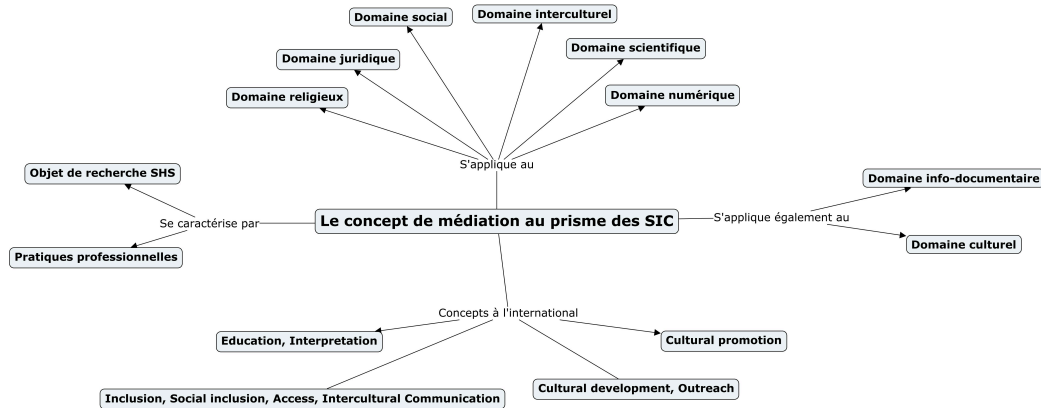 Domaine social
Domaine interculturel
Domaine juridique
Domaine scientifique
Domaine religieux
Domaine numérique
S'applique au
Objet de recherche SHS
Domaine info-documentaire
Se caractérise par
Le concept de médiation au prisme des SIC
S'applique également au
Pratiques professionnelles
Domaine culturel
Concepts à l'international
Education, Interpretation
Cultural promotion
Inclusion, Social inclusion, Access, Intercultural Communication
Cultural development, Outreach